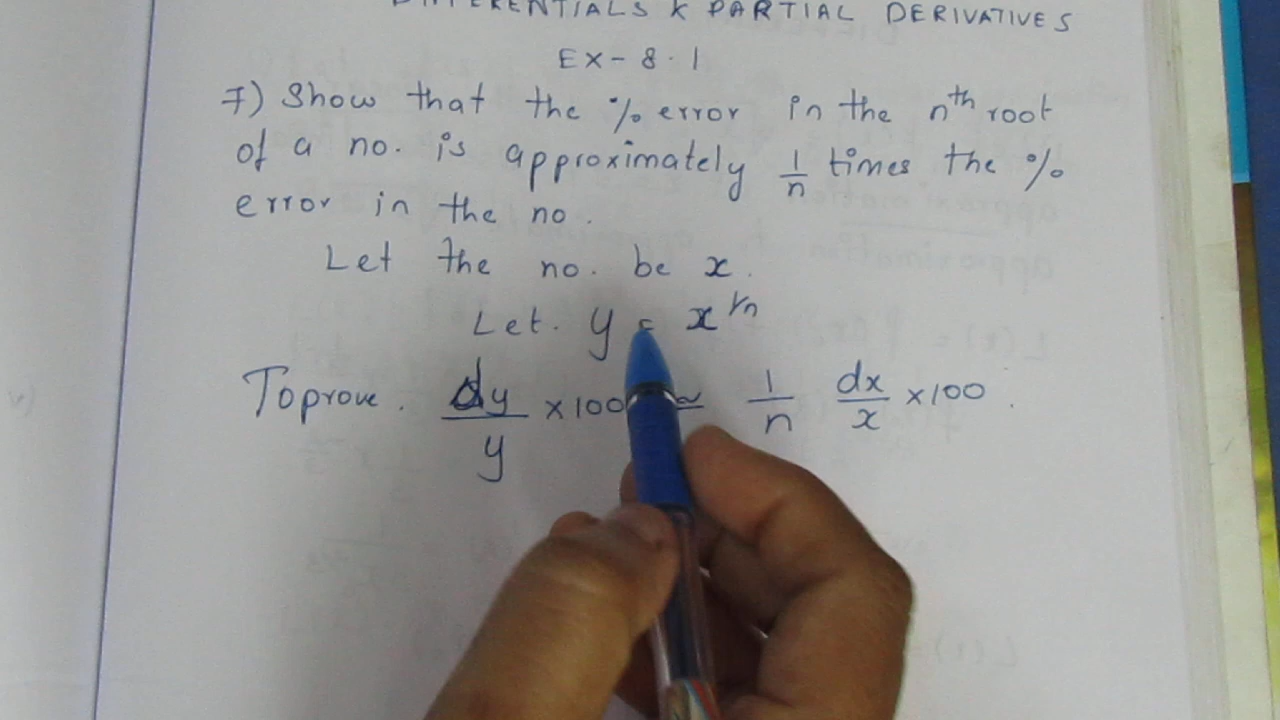 DIFFERENTIALS & PARTIAL DERIVATIVES
EX-8.1
7) Show that the % error in the nth root
of a no. is approximately 1/n times the %
error in the no.
Let the no. be x.
Let. y = x^1/n
To prove. dy/y ×100 ≃ 1/n dx/x ×100.